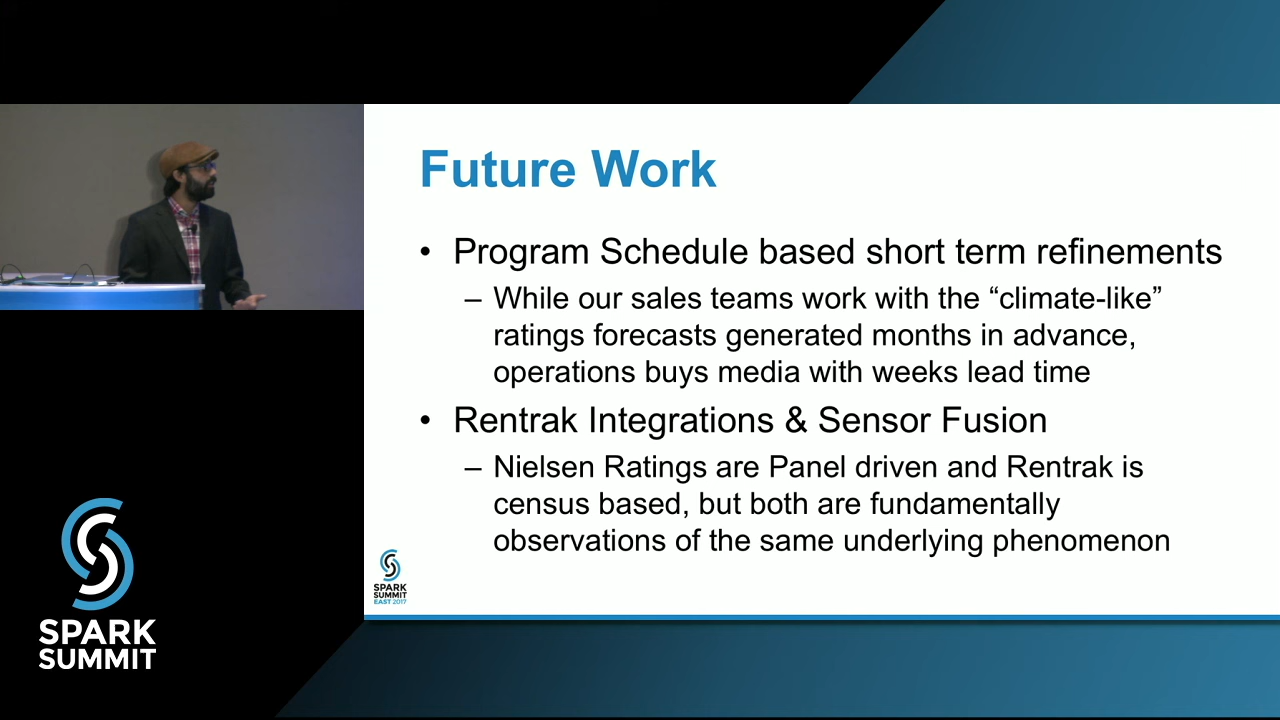 Future Work
• Program Schedule based short term refinements
– While our sales teams work with the “climate-like”
ratings forecasts generated months in advance,
operations buys media with weeks lead time
• Rentrak Integrations & Sensor Fusion
– Nielsen Ratings are Panel driven and Rentrak is
census based, but both are fundamentally
observations of the same underlying phenomenon
SPARK
SUMMIT
EAST 2017
SPARK
SUMMIT